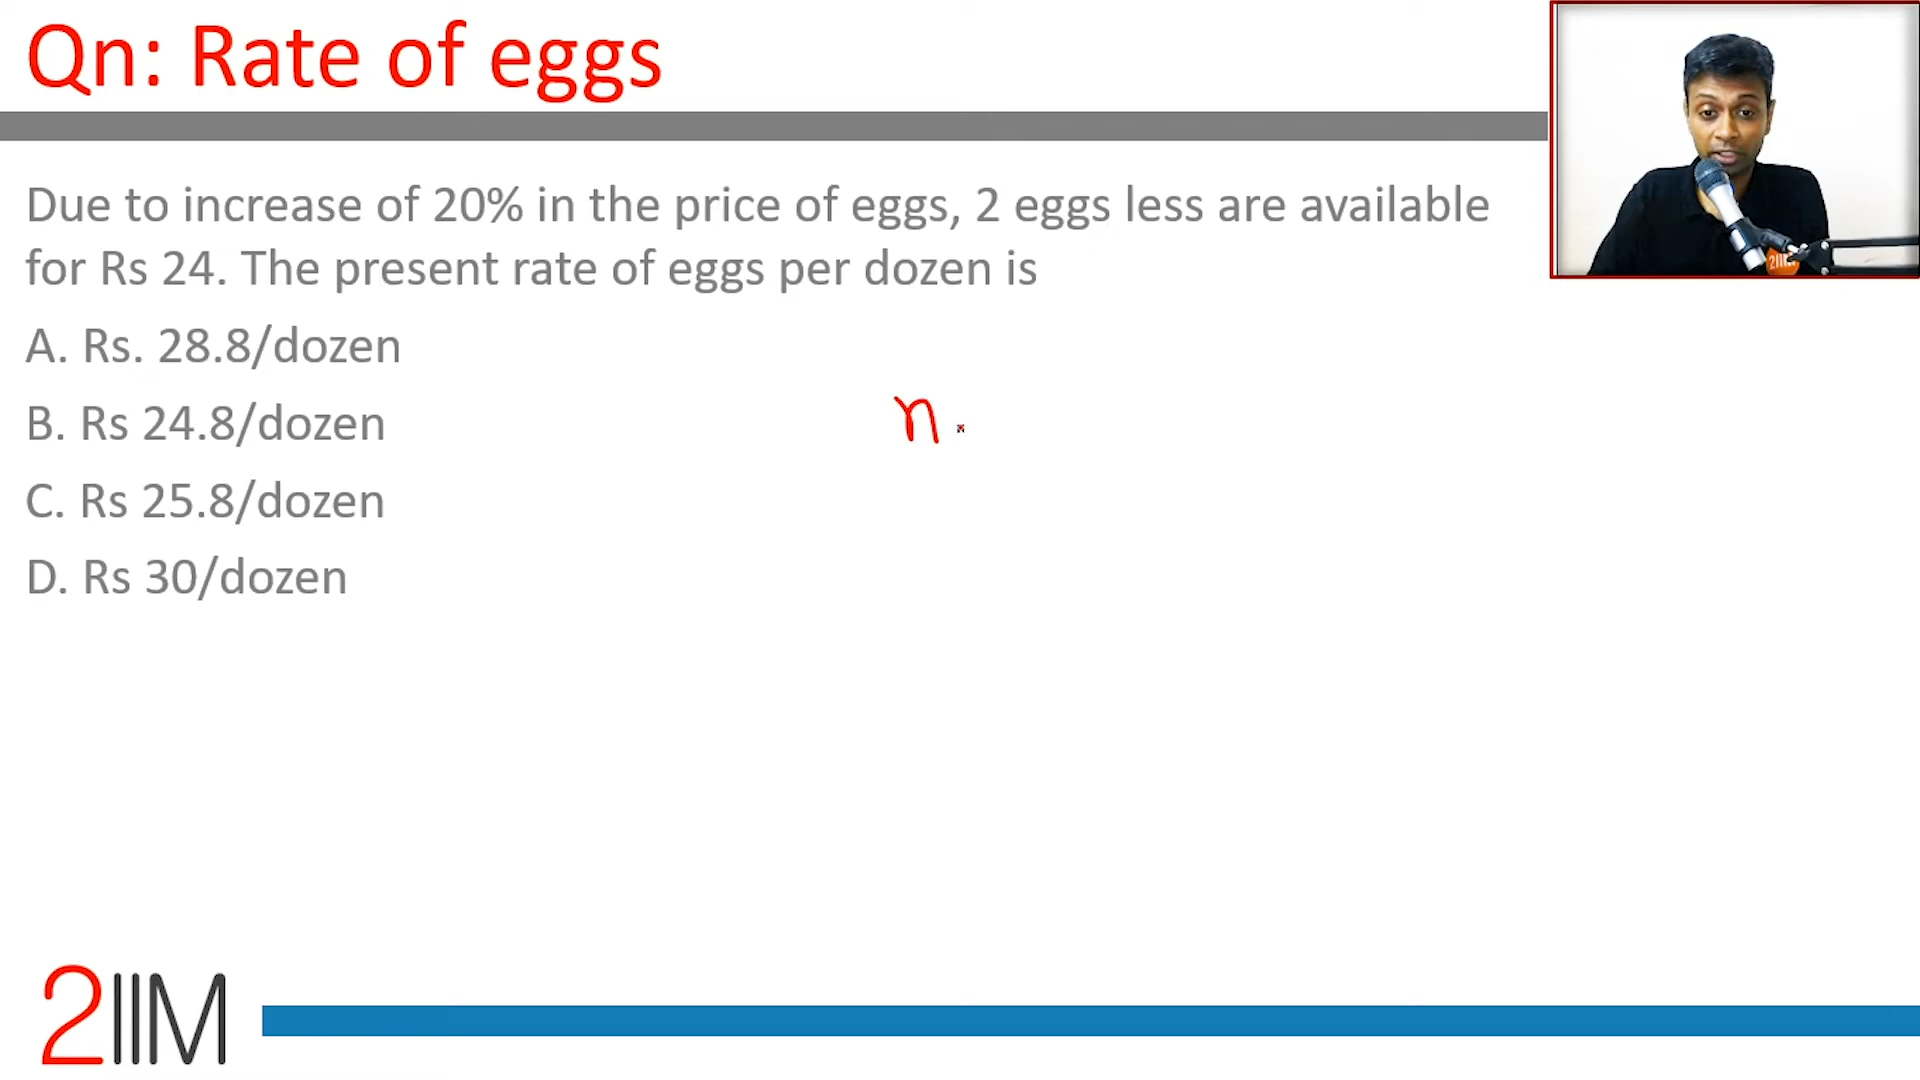 Qn: Rate of eggs
Due to increase of 20% in the price of eggs, 2 eggs less are available
for Rs 24. The present rate of eggs per dozen is
A. Rs. 28.8/dozen
B. Rs 24.8/dozen
C. Rs 25.8/dozen
D. Rs 30/dozen
n
2IIM
2IIM